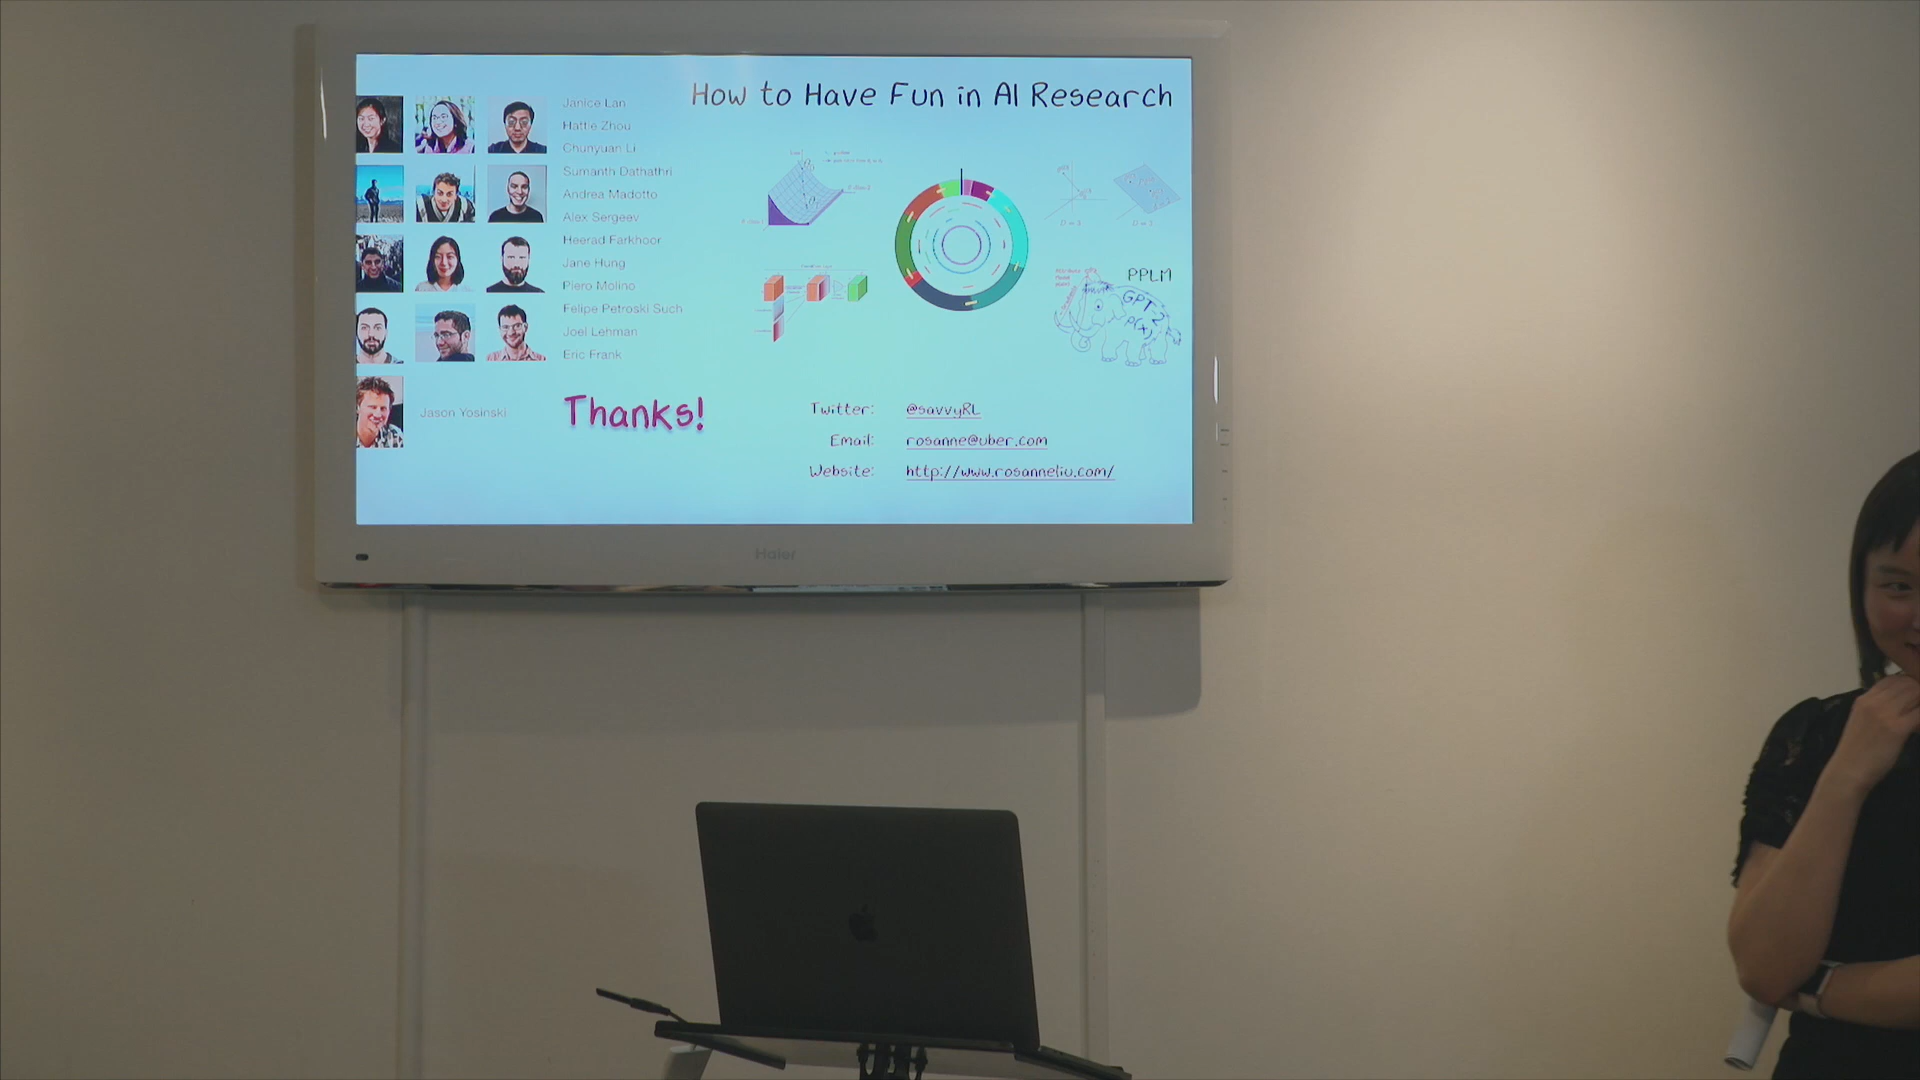 How to Have Fun in AI Research
Janice Lan
Hattie Zhou
Chunyuan Li
Sumanth Dathathri
Andrea Madotto
Alex Sergeev
Heerad Farkhoor
Jane Hung
Piero Molino
Felipe Petroski Such
Joel Lehman
Eric Frank
Jason Yosinski
PPLM
GPT-2
p(x)
Thanks!
Twitter: @savvyRL
Email: rosanne@uber.com
Website: http://www.rosanneliu.com/
Haier